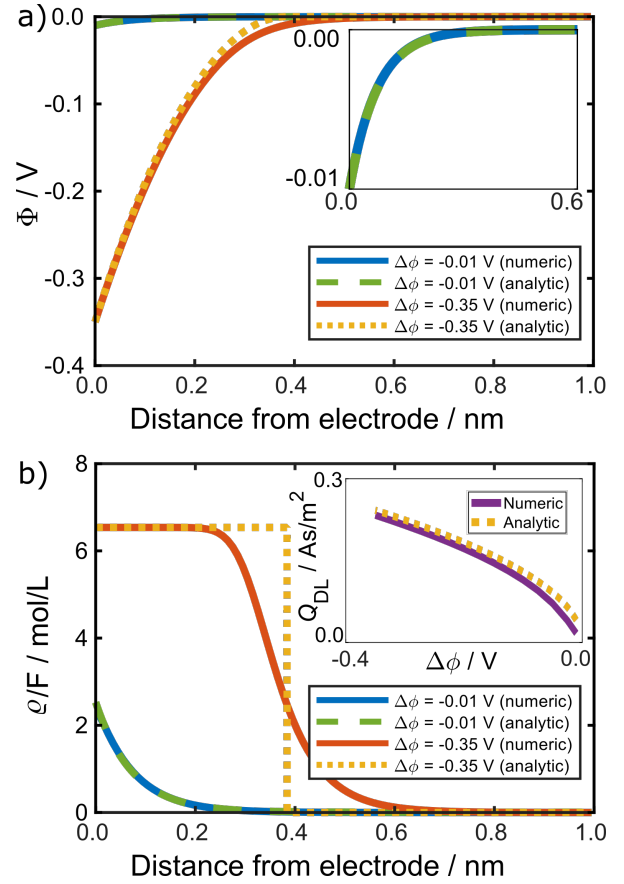 a)
0.0
-0.1
-0.2
-0.3
-0.4
Φ / V
0.00
-0.01
0.0
0.6
Δϕ = -0.01 V (numeric)
Δϕ = -0.01 V (analytic)
Δϕ = -0.35 V (numeric)
Δϕ = -0.35 V (analytic)
0.0 0.2 0.4 0.6 0.8 1.0
Distance from electrode / nm
b)
8
6
4
2
0
ϱ/F / mol/L
0.3
0.0
Q_DL / As/m²
Numeric
Analytic
-0.4
0.0
Δϕ / V
Δϕ = -0.01 V (numeric)
Δϕ = -0.01 V (analytic)
Δϕ = -0.35 V (numeric)
Δϕ = -0.35 V (analytic)
0.0 0.2 0.4 0.6 0.8 1.0
Distance from electrode / nm